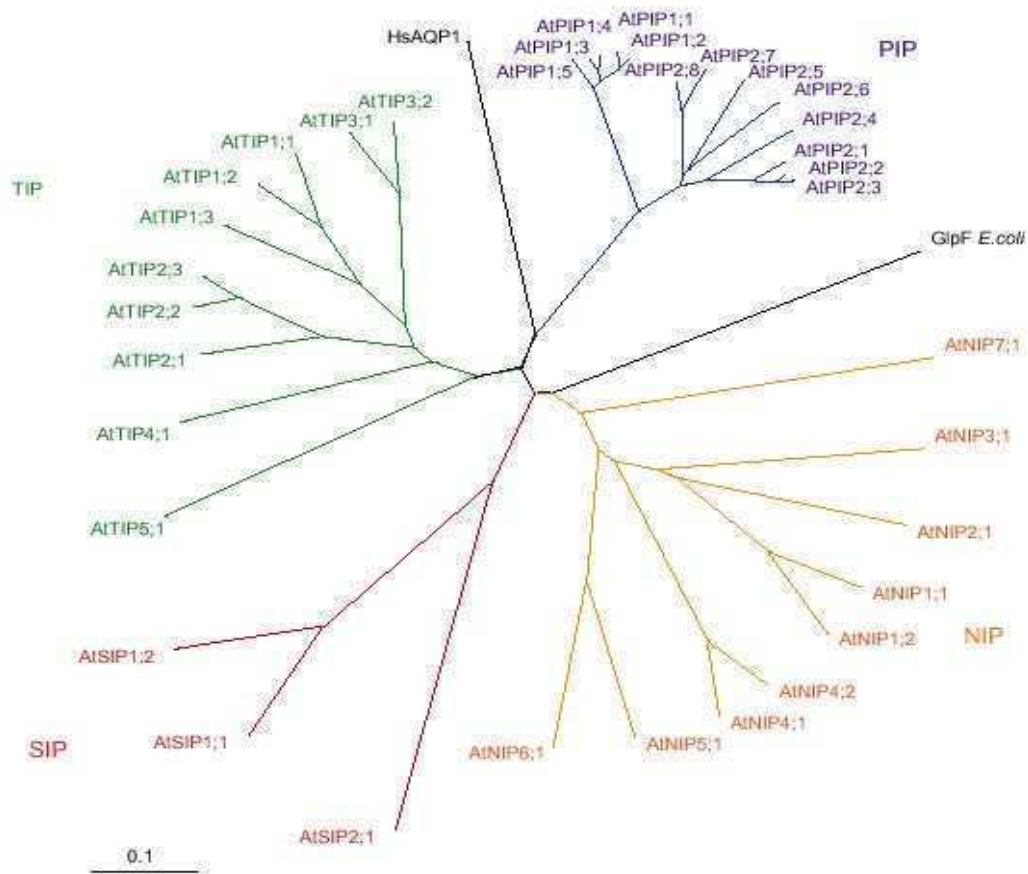 HsAQP1
AtPIP1;1
AtPIP1;4
AtPIP1;2
AtPIP1;3
AtPIP1;5
AtPIP2;7
AtPIP2;8
AtPIP2;5
AtPIP2;6
AtPIP2;4
AtPIP2;1
AtPIP2;2
AtPIP2;3
PIP
AtTIP3;2
AtTIP3;1
AtTIP1;1
AtTIP1;2
TIP
AtTIP1;3
AtTIP2;3
AtTIP2;2
AtTIP2;1
AtTIP4;1
AtTIP5;1
GlpF E.coli
AtNIP7;1
AtNIP3;1
AtNIP2;1
AtNIP1;1
AtNIP1;2
NIP
AtNIP4;2
AtNIP4;1
AtNIP5;1
AtNIP6;1
AtSIP1;2
AtSIP1;1
SIP
AtSIP2;1
0.1